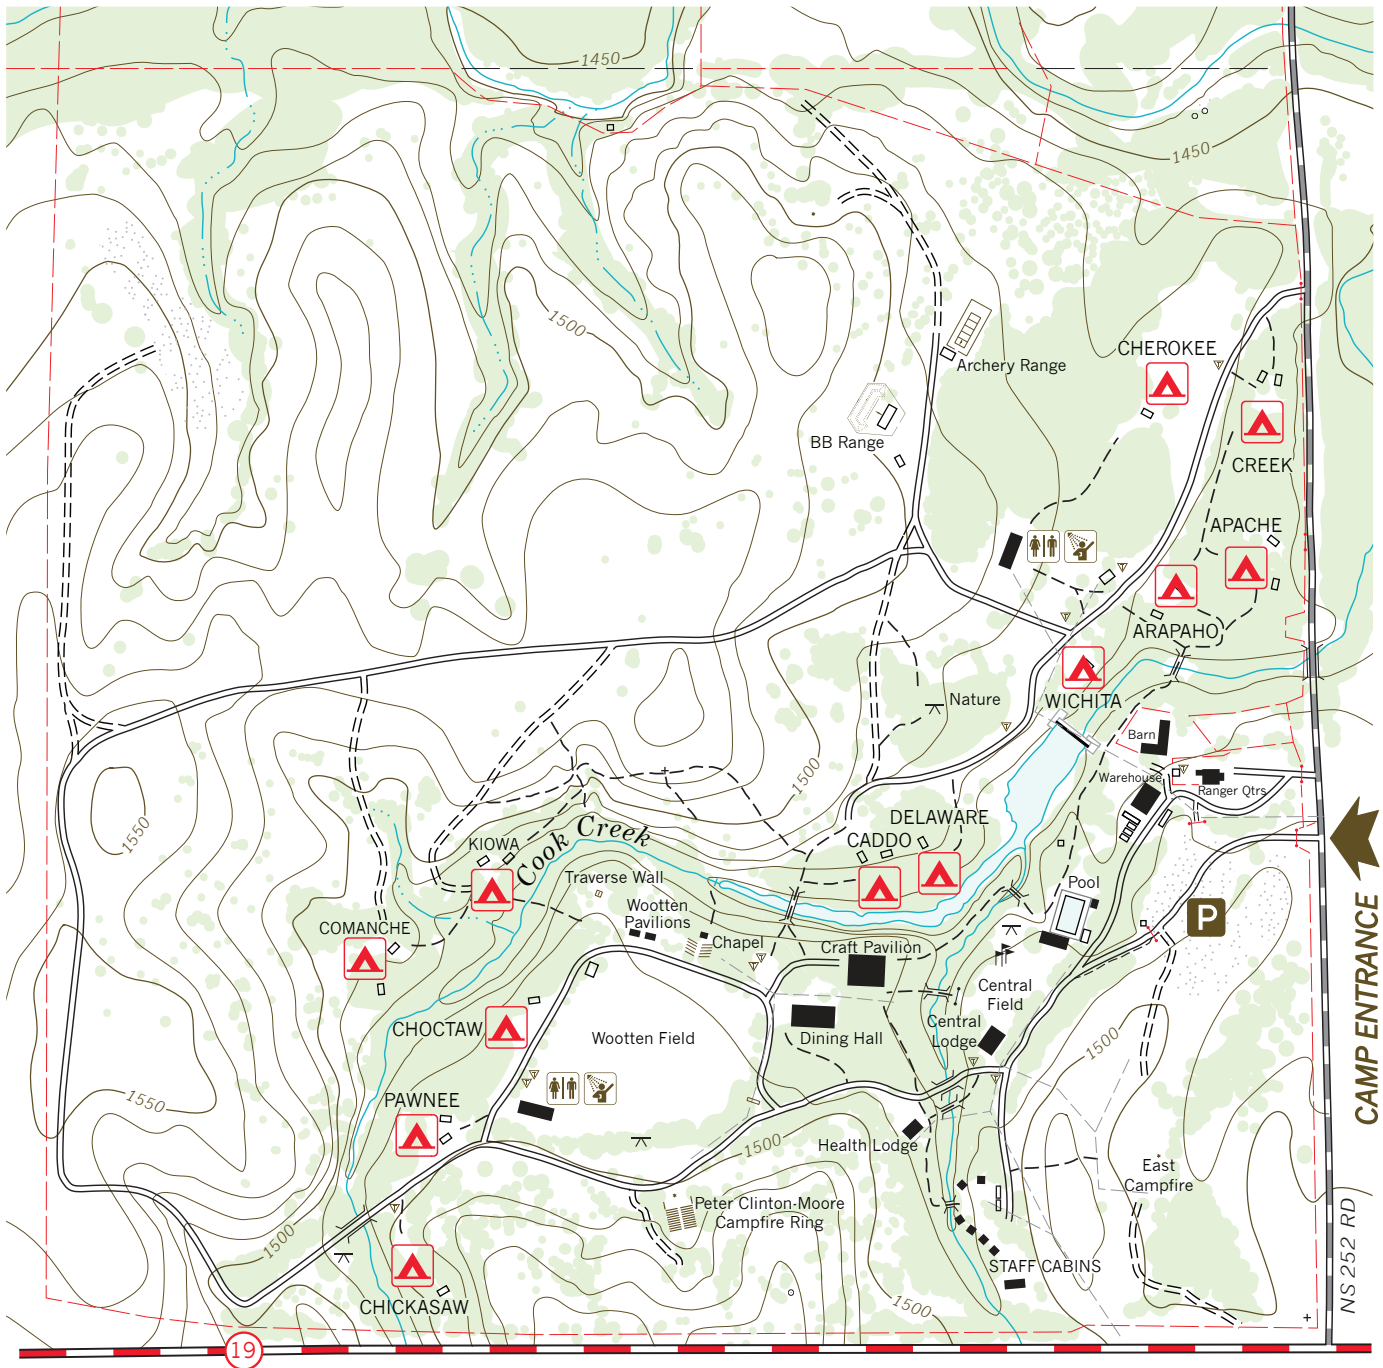 1450
1450
1500
CHEROKEE
Archery Range
BB Range
CREEK
APACHE
ARAPAHO
WICHITA
Nature
Barn
Warehouse
Ranger Qtrs
1500
1550
DELAWARE
CADDO
Cook Creek
KIOWA
Traverse Wall
Pool
Wootten
Pavilions
P
CAMP ENTRANCE
COMANCHE
Chapel
Craft Pavilion
Central
Field
CHOCTAW
Wootten Field
Dining Hall
Central
Lodge
1500
1550
PAWNEE
1500
Health Lodge
East
Campfire
Peter Clinton-Moore
Campfire Ring
1500
STAFF CABINS
NS 252 RD
CHICKASAW
1500
19